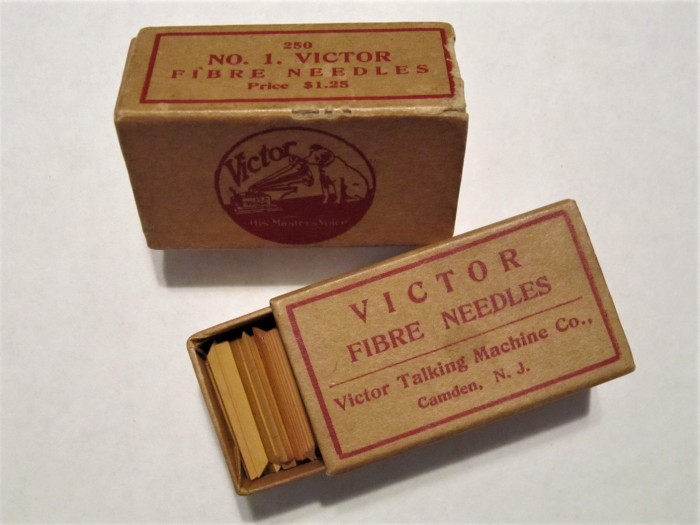 250
NO. 1. VICTOR
FIBRE NEEDLES
Price $1.25
Victor
His Master's Voice
VICTOR
FIBRE NEEDLES
Victor Talking Machine Co.,
Camden, N. J.